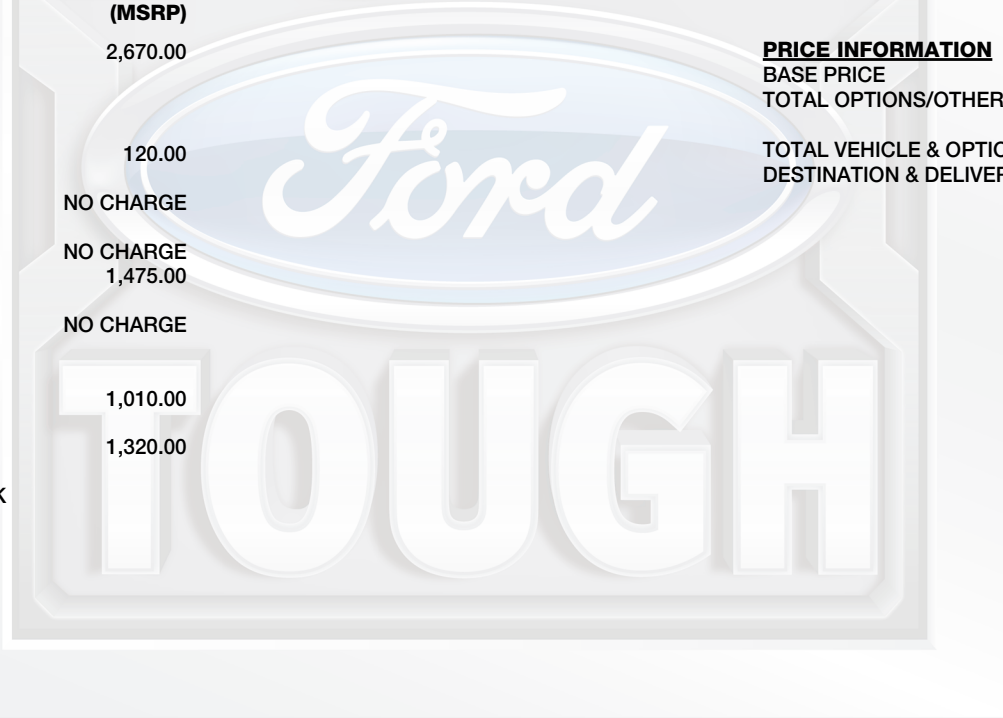 (MSRP)
2,670.00
120.00
NO CHARGE
NO CHARGE
1,475.00
NO CHARGE
1,010.00
1,320.00
K
PRICE INFORMATION
BASE PRICE
TOTAL OPTIONS/OTHER
TOTAL VEHICLE & OPTIO
DESTINATION & DELIVER
Ford
TOUGH